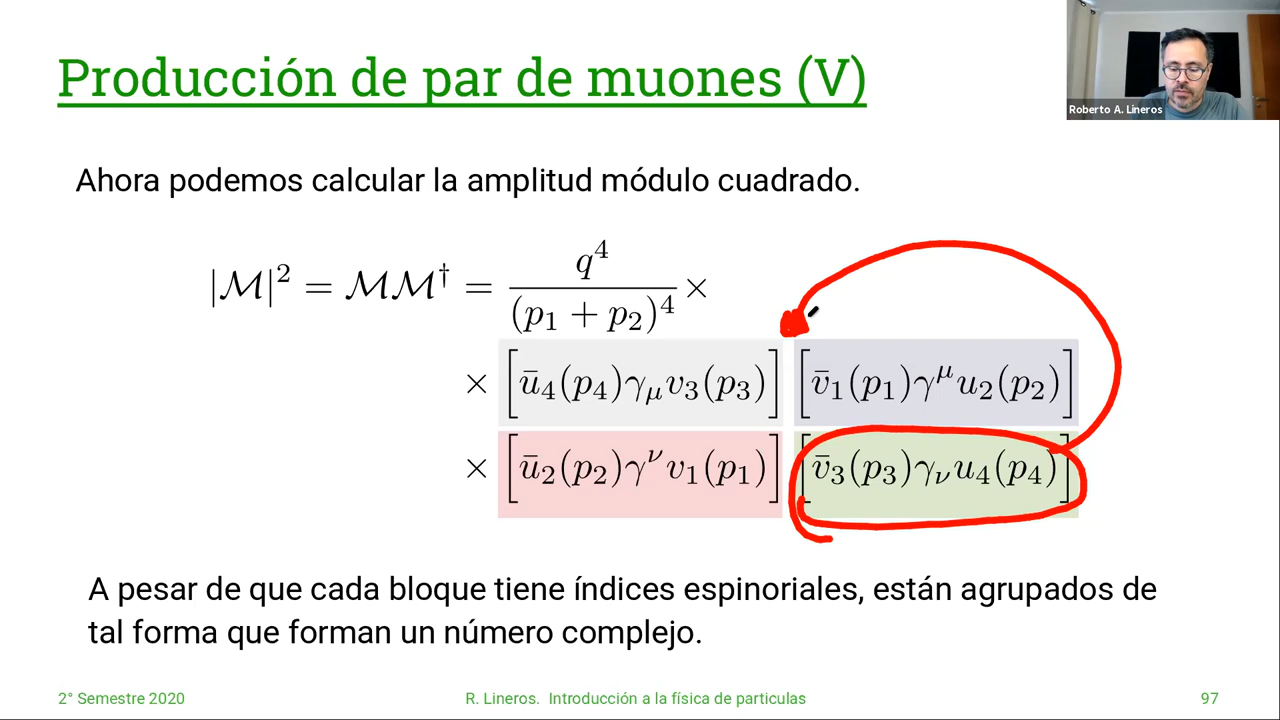 Producción de par de muones (V)
Roberto A. Lineros
Ahora podemos calcular la amplitud módulo cuadrado.
|ℳ|² = ℳℳ† = q⁴ / (p₁ + p₂)⁴ ×
× [ū₄(p₄)γ_μ v₃(p₃)] [v̄₁(p₁)γ^μ u₂(p₂)]
× [ū₂(p₂)γ^ν v₁(p₁)] [v̄₃(p₃)γ_ν u₄(p₄)]
A pesar de que cada bloque tiene índices espinoriales, están agrupados de
tal forma que forman un número complejo.
2° Semestre 2020 R. Lineros. Introducción a la física de particulas 97